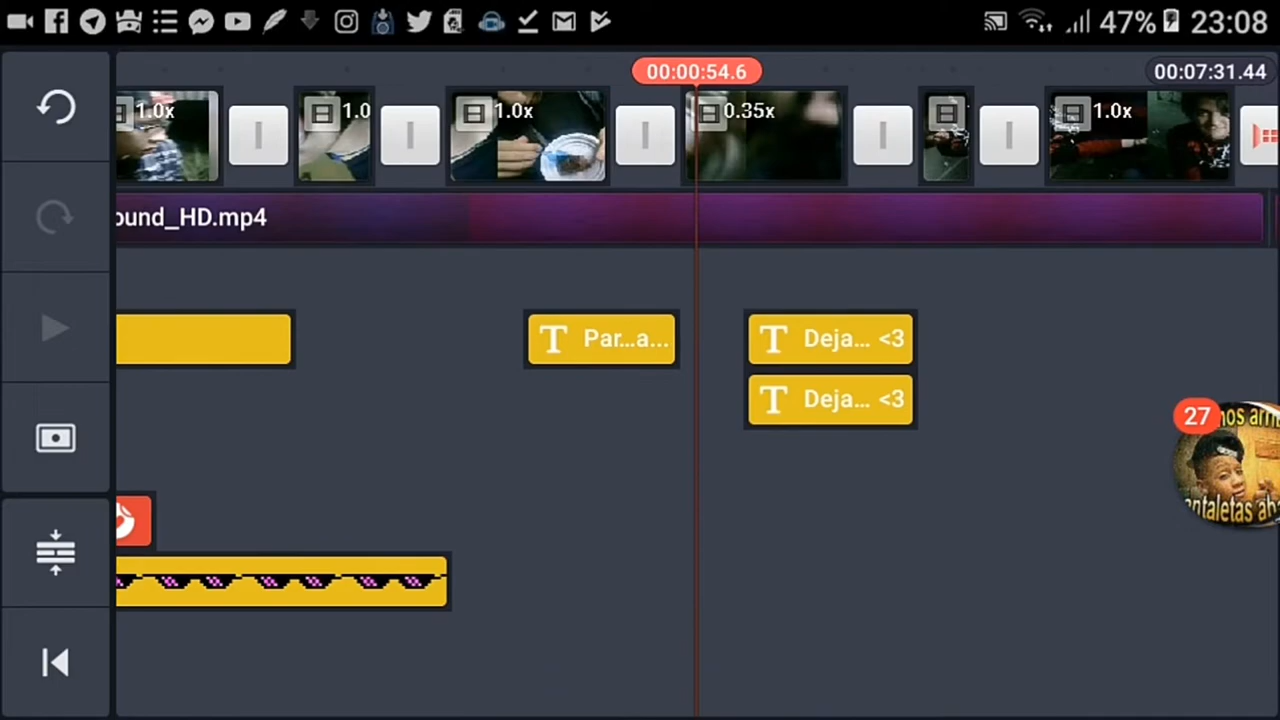 47% 23:08
00:00:54.6 00:07:31.44
1.0x 1.0 1.0x 0.35x 1.0x
ound_HD.mp4
T Par...a... T Deja... <3
T Deja... <3
27